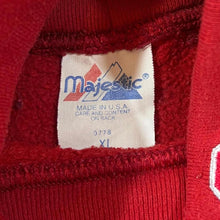 Majestic
MADE IN U.S.A.
CARE AND CONTENT
ON BACK
XL